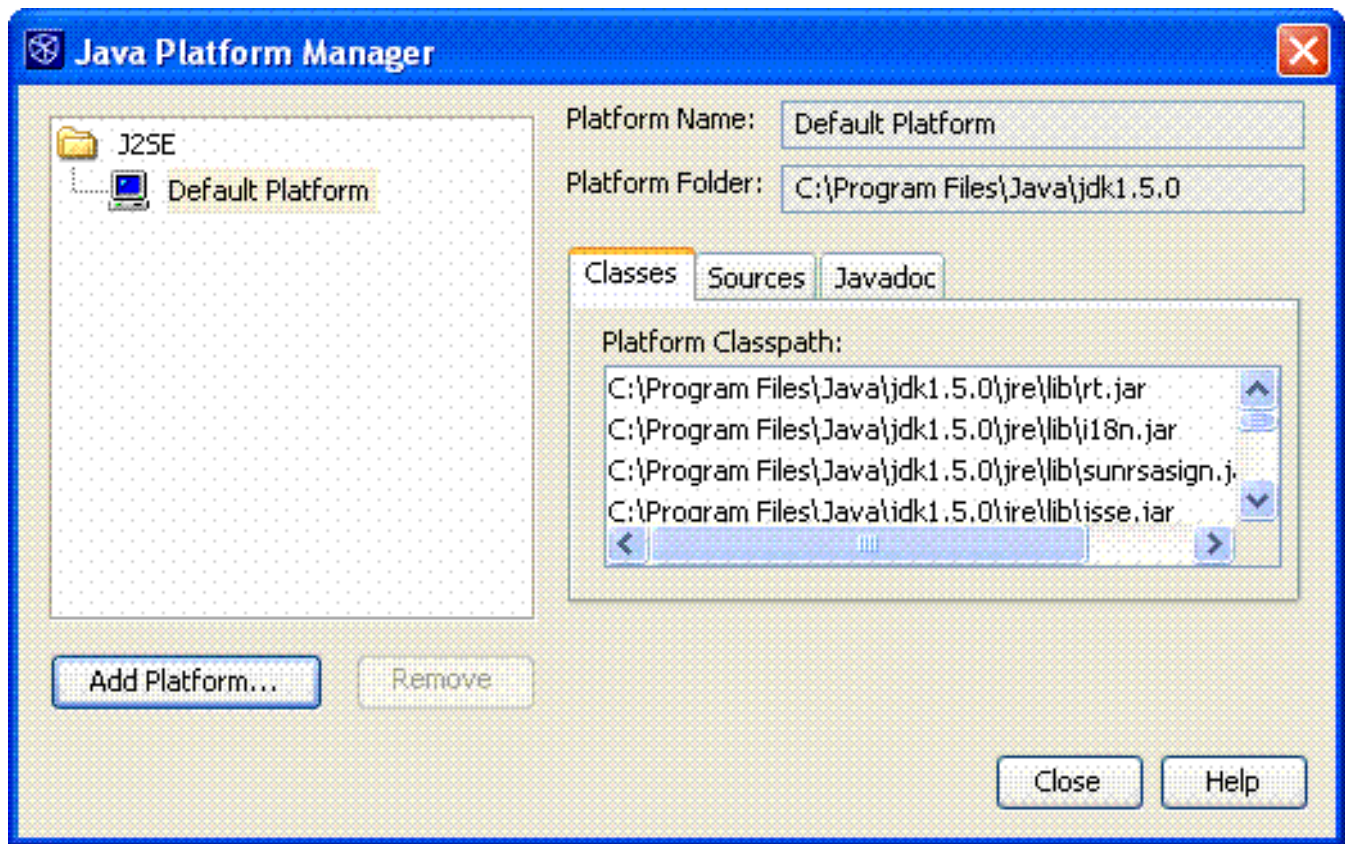 Java Platform Manager
J2SE
Default Platform
Platform Name:
Default Platform
Platform Folder:
C:\Program Files\Java\jdk1.5.0
Classes
Sources
Javadoc
Platform Classpath:
C:\Program Files\Java\jdk1.5.0\jre\lib\rt.jar
C:\Program Files\Java\jdk1.5.0\jre\lib\i18n.jar
C:\Program Files\Java\jdk1.5.0\jre\lib\sunrsasign.j
C:\Program Files\Java\jdk1.5.0\jre\lib\jsse.jar
Add Platform...
Remove
Close
Help